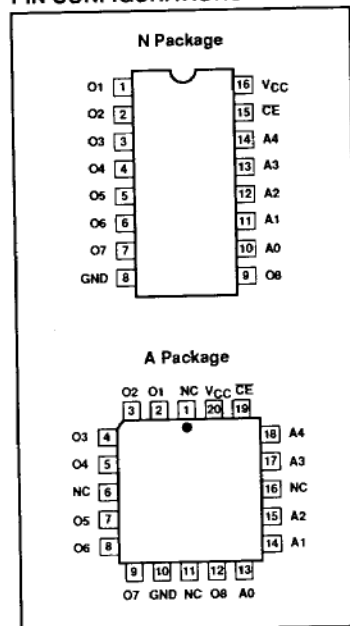 N Package
O1 1 16 VCC
O2 2 15 CE
O3 3 14 A4
O4 4 13 A3
O5 5 12 A2
O6 6 11 A1
O7 7 10 A0
GND 8 9 O8
A Package
O2 O1 NC VCC CE
3 2 1 20 19
O3 4 18 A4
O4 5 17 A3
NC 6 16 NC
O5 7 15 A2
O6 8 14 A1
9 10 11 12 13
O7 GND NC O8 A0